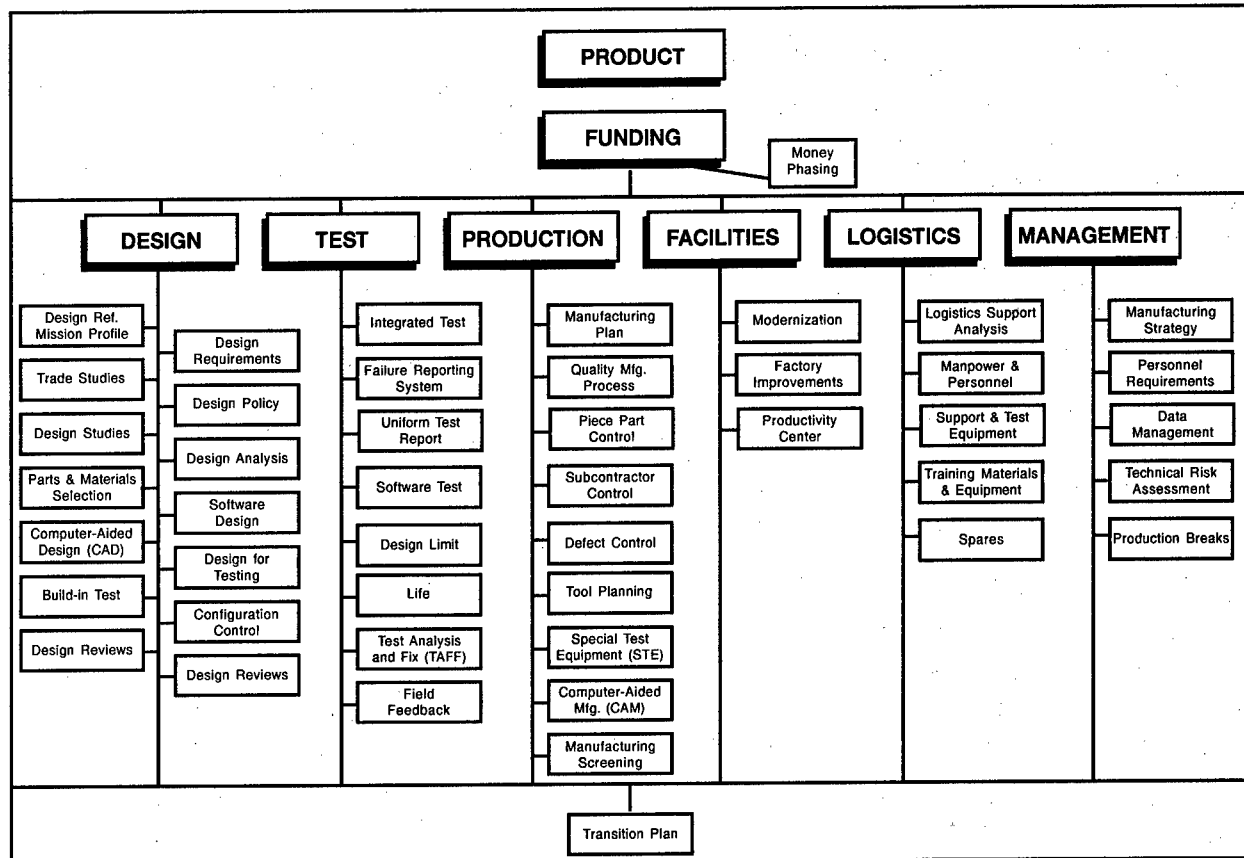 PRODUCT
FUNDING
Money
Phasing
DESIGN
TEST
PRODUCTION
FACILITIES
LOGISTICS
MANAGEMENT
Design Ref.
Mission Profile
Trade Studies
Design Studies
Parts & Materials
Selection
Computer-Aided
Design (CAD)
Build-in Test
Design Reviews
Design
Requirements
Design Policy
Design Analysis
Software
Design
Design for
Testing
Configuration
Control
Design Reviews
Integrated Test
Failure Reporting
System
Uniform Test
Report
Software Test
Design Limit
Life
Test Analysis
and Fix (TAFF)
Field
Feedback
Manufacturing
Plan
Quality Mfg.
Process
Piece Part
Control
Subcontractor
Control
Defect Control
Tool Planning
Special Test
Equipment (STE)
Computer-Aided
Mfg. (CAM)
Manufacturing
Screening
Modernization
Factory
Improvements
Productivity
Center
Logistics Support
Analysis
Manpower &
Personnel
Support & Test
Equipment
Training Materials
& Equipment
Spares
Manufacturing
Strategy
Personnel
Requirements
Data
Management
Technical Risk
Assessment
Production Breaks
Transition Plan